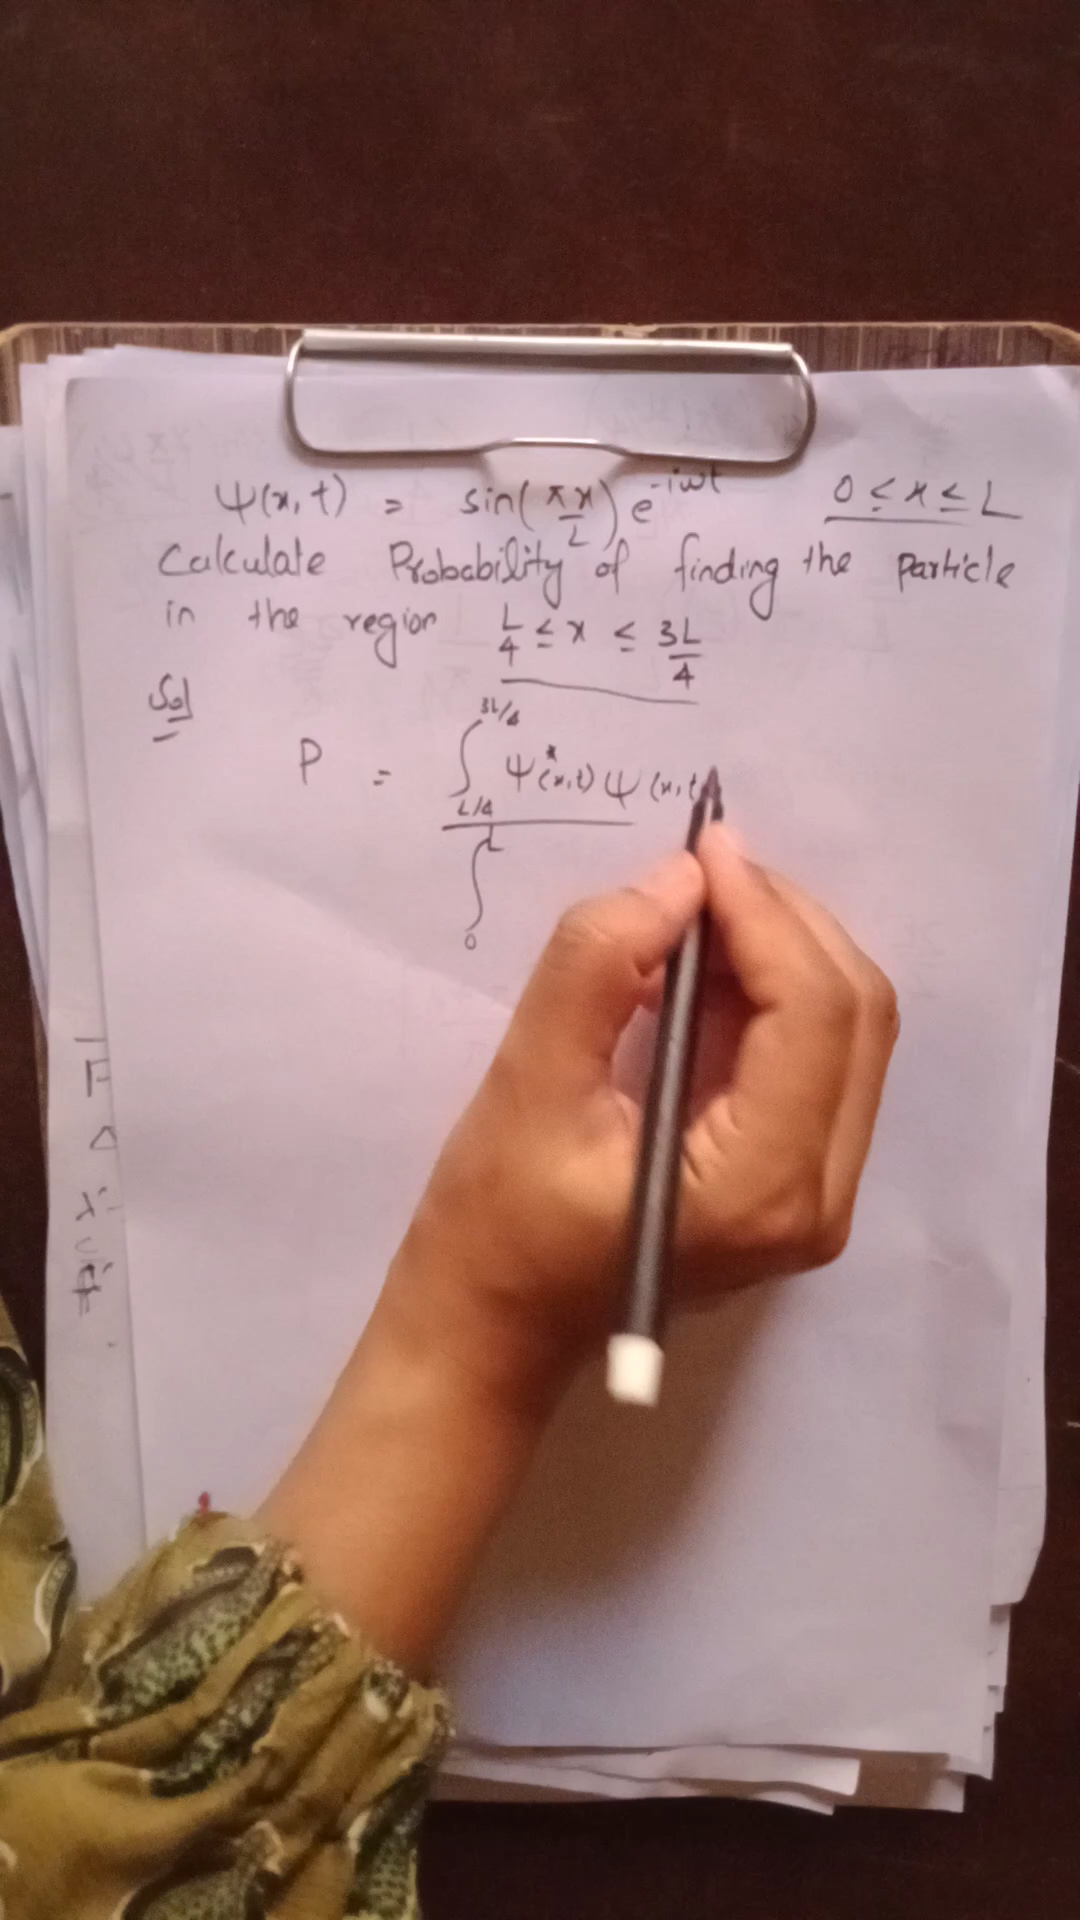 ψ(x,t) = sin(πx/L) e^-iωt 0 ≤ x ≤ L
Calculate Probability of finding the particle
in the region L/4 ≤ x ≤ 3L/4
Sol
P = ∫_{L/4}^{3L/4} ψ*(x,t) ψ(x,t
∫_0^L